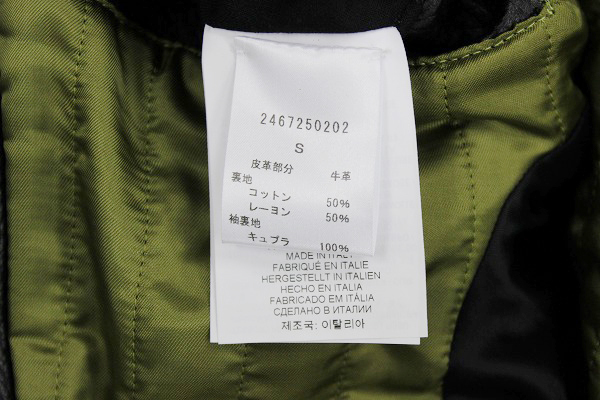 2467250202
S
皮革部分 牛革
裏地
コットン 50%
レーヨン 50%
袖裏地
キュプラ 100%
MADE IN ITALY
FABRIQUÉ EN ITALIE
HERGESTELLT IN ITALIEN
HECHO EN ITALIA
FABRICADO EM ITÁLIA
СДЕЛАНО В ИТАЛИИ
제조국: 이탈리아